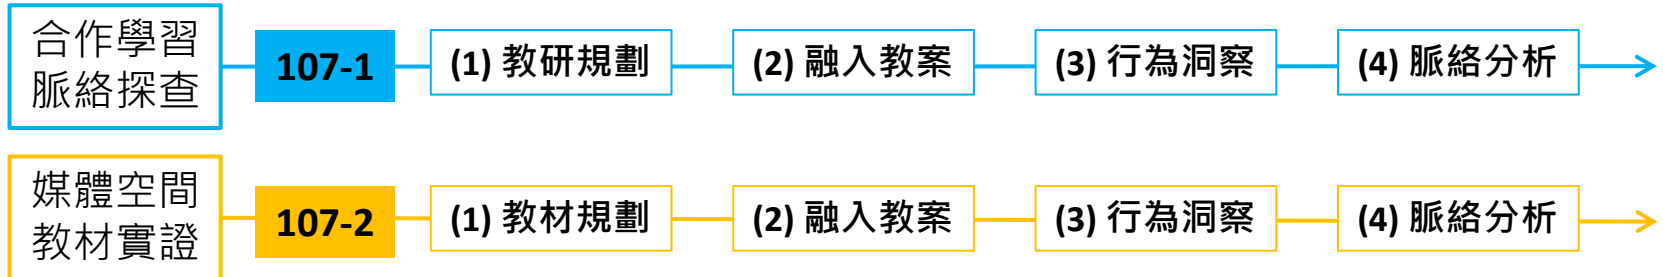 合作學習
脈絡探查
107-1
(1) 教研規劃
(2) 融入教案
(3) 行為洞察
(4) 脈絡分析
媒體空間
教材實證
107-2
(1) 教材規劃
(2) 融入教案
(3) 行為洞察
(4) 脈絡分析